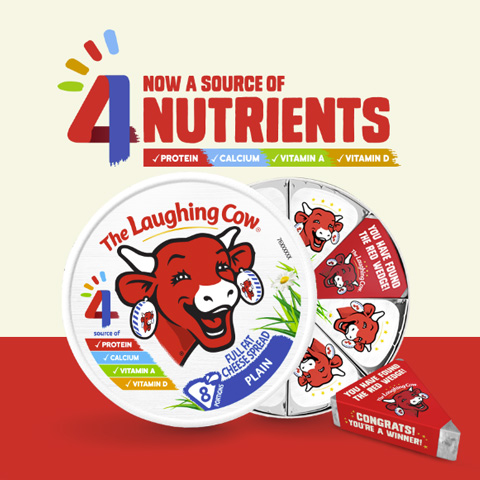 4
NOW A SOURCE OF
NUTRIENTS
✓PROTEIN ✓CALCIUM ✓VITAMIN A ✓VITAMIN D
The Laughing Cow®
4
source of
✓PROTEIN
✓CALCIUM
✓VITAMIN A
✓VITAMIN D
8
PORTIONS
FULL FAT
CHEESE SPREAD
PLAIN
YOU HAVE FOUND
THE RED WEDGE!
YOU HAVE FOUND
THE RED WEDGE!
The Laughing Cow
CONGRATS!
YOU'RE A WINNER!